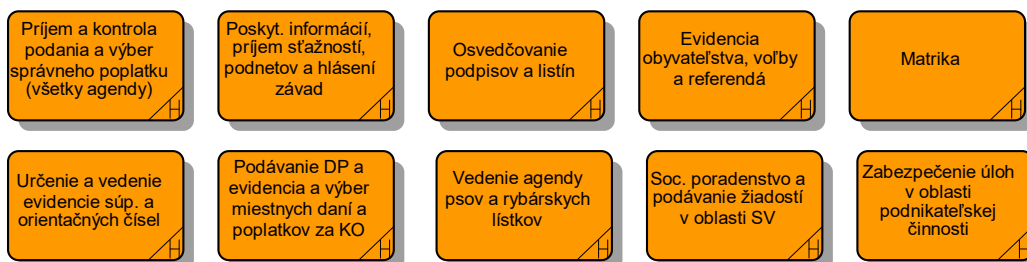 Príjem a kontrola
podania a výber
správneho poplatku
(všetky agendy)
H
Poskyt. informácií,
príjem sťažností,
podnetov a hlásení
závad
H
Osvedčovanie
podpisov a listín
H
Evidencia
obyvateľstva, voľby
a referendá
H
Matrika
H
Určenie a vedenie
evidencie súp. a
orientačných čísel
H
Podávanie DP a
evidencia a výber
miestnych daní a
poplatkov za KO
H
Vedenie agendy
psov a rybárskych
lístkov
H
Soc. poradenstvo a
podávanie žiadostí
v oblasti SV
H
Zabezpečenie úloh
v oblasti
podnikateľskej
činnosti
H